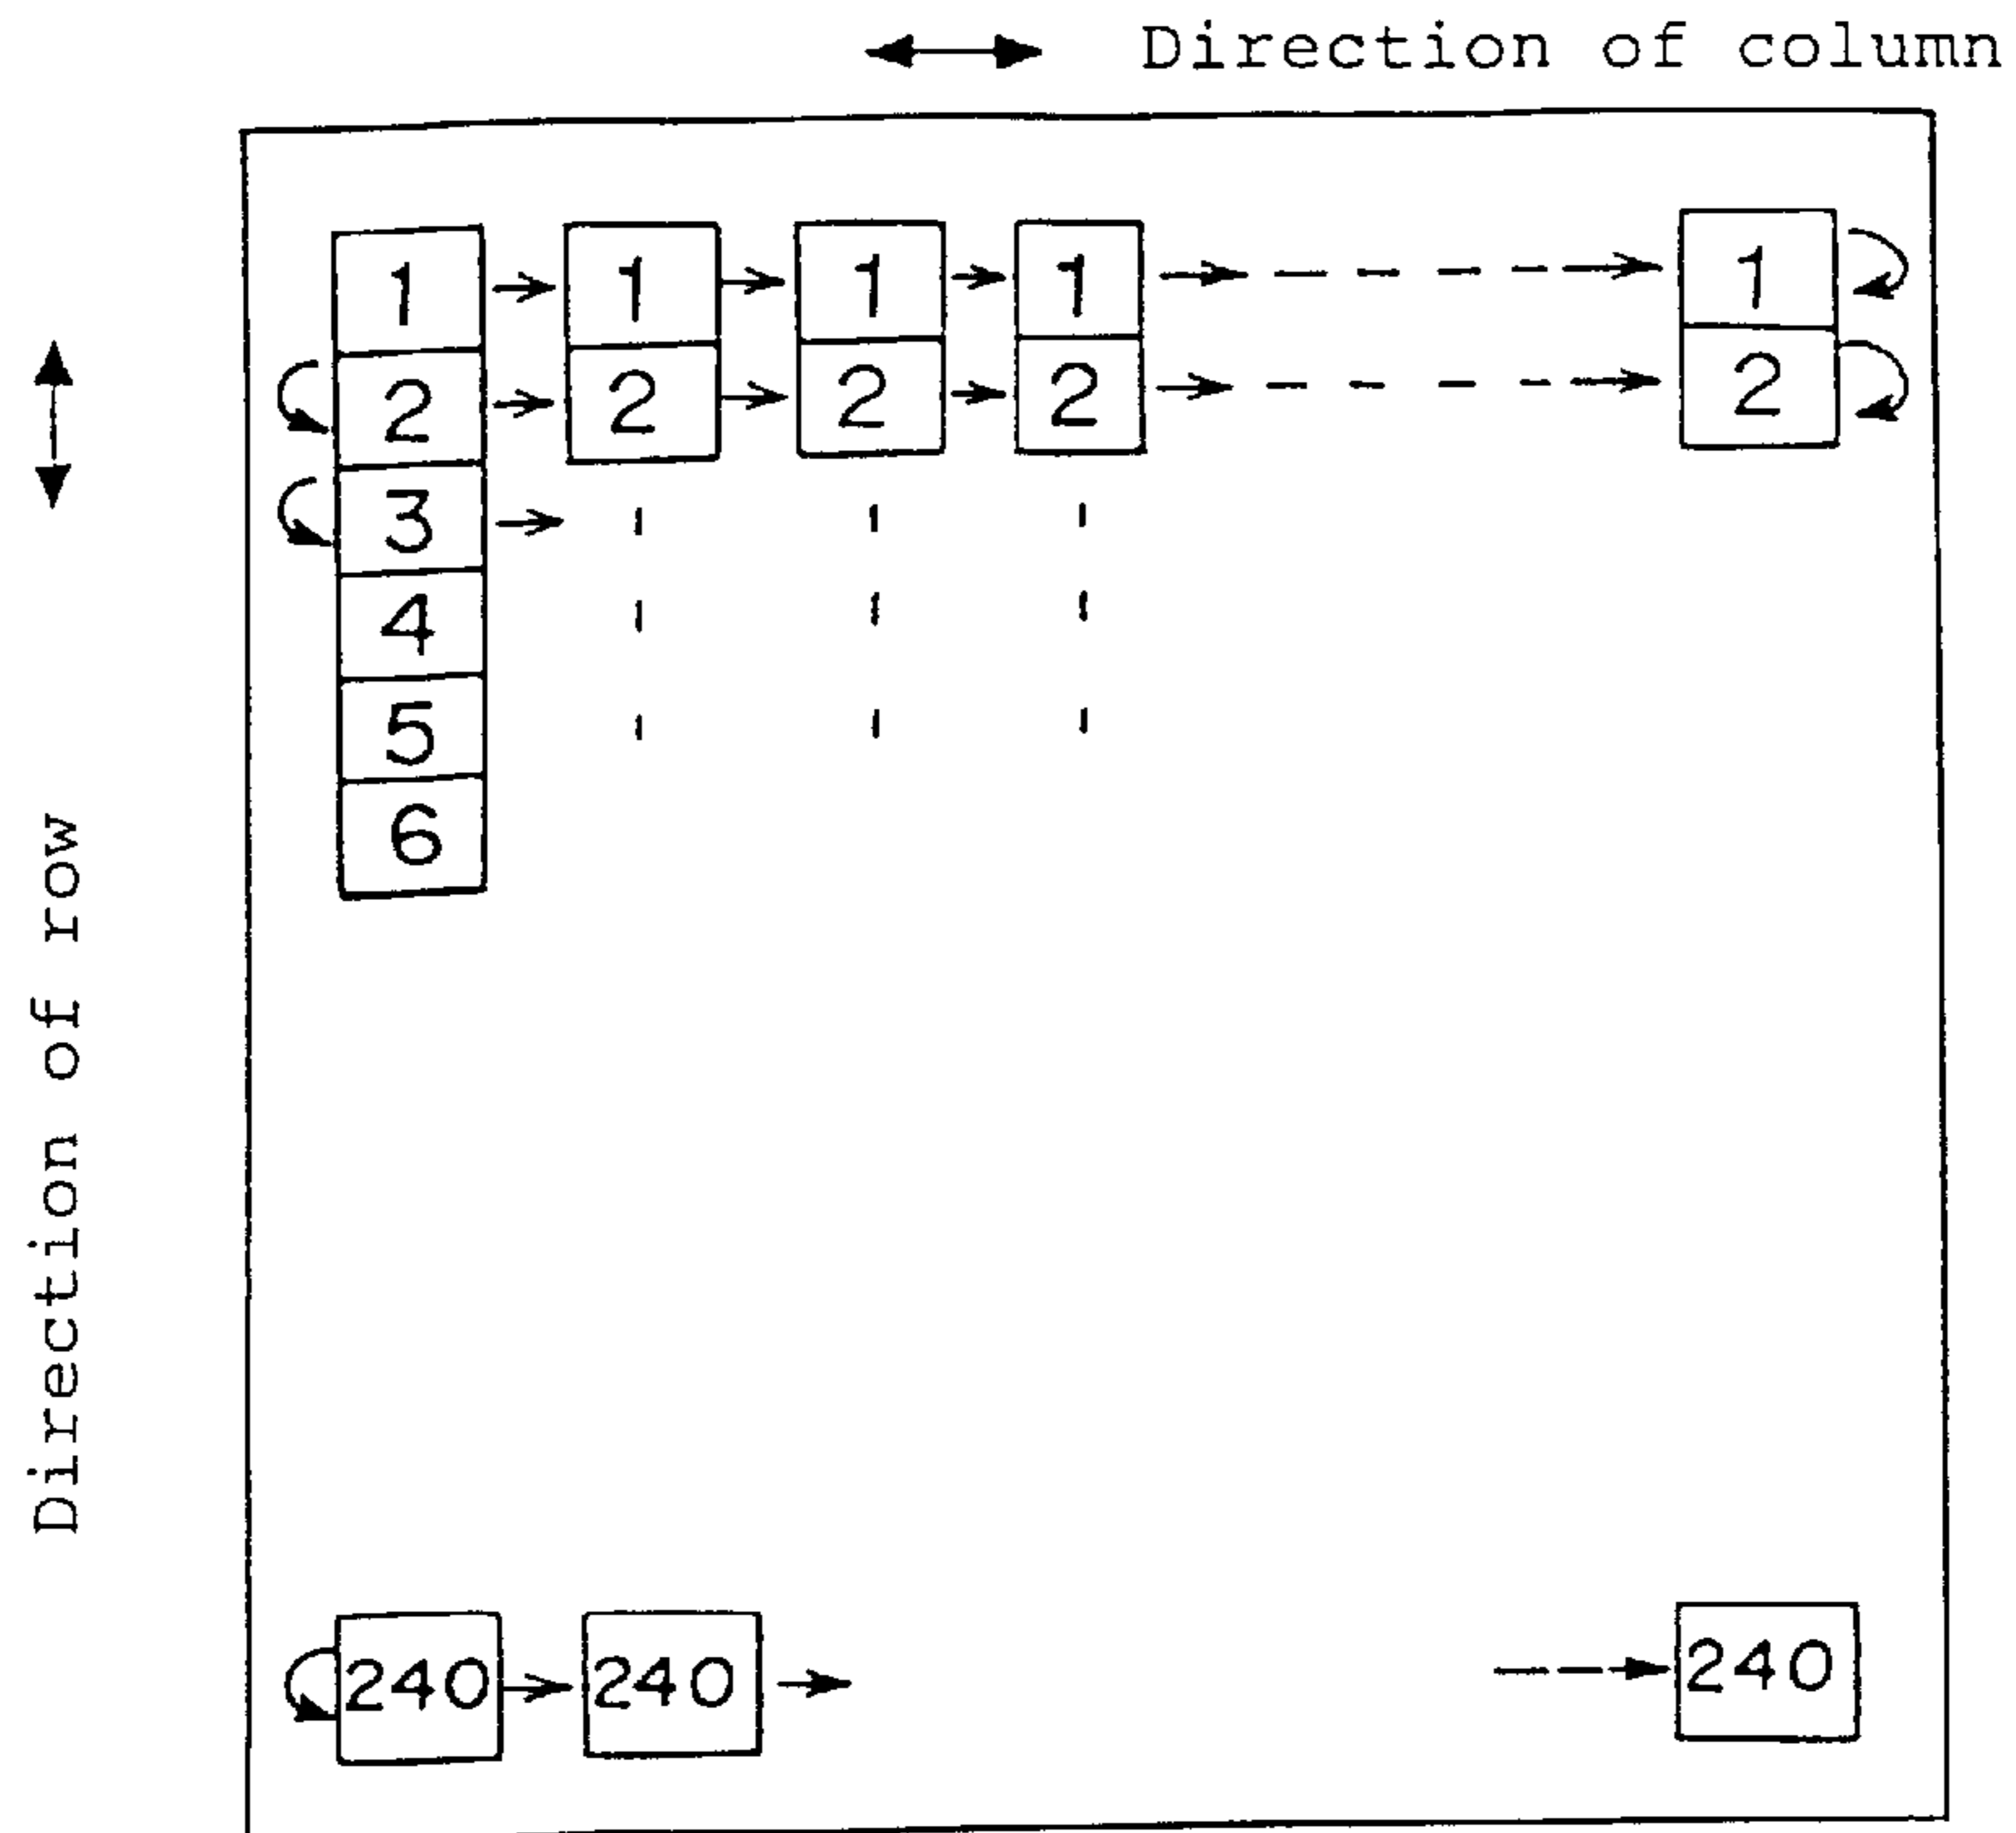 Direction of column
Direction of row
1 1 1 1 1
2 2 2 2 2
3
4
5
6
240 240 240